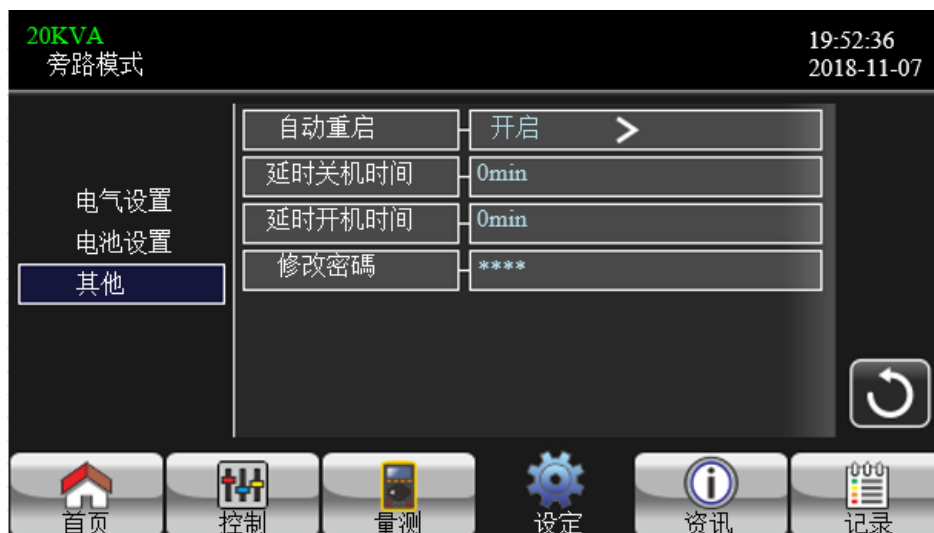 20KVA
旁路模式
19:52:36
2018-11-07
电气设置
电池设置
其他
自动重启 开启 >
延时关机时间 0min
延时开机时间 0min
修改密碼 ****
首页 控制 量测 设定 资讯 记录